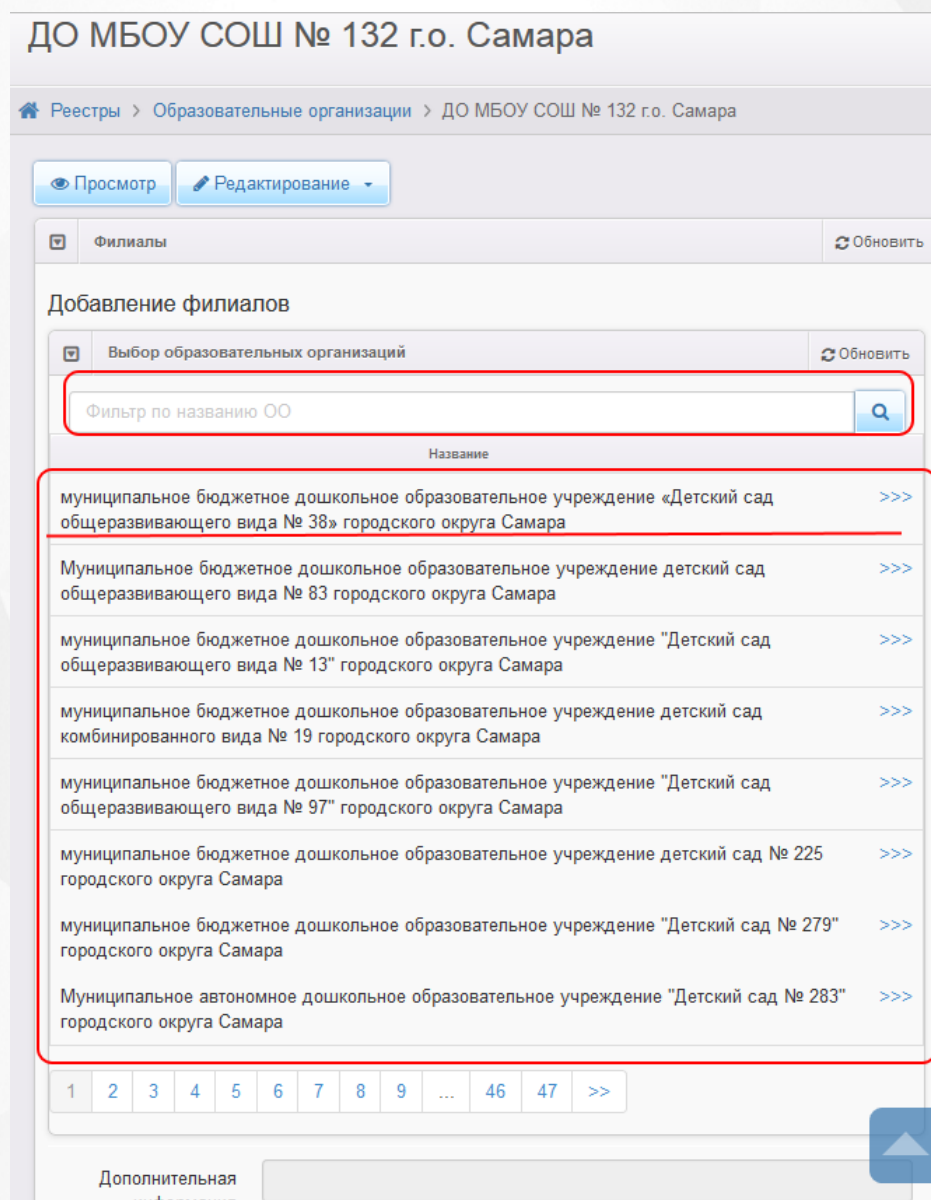 ДО МБОУ СОШ № 132 г.о. Самара
Реестры > Образовательные организации > ДО МБОУ СОШ № 132 г.о. Самара
Просмотр Редактирование
Филиалы Обновить
Добавление филиалов
Выбор образовательных организаций Обновить
Фильтр по названию ОО
Название
муниципальное бюджетное дошкольное образовательное учреждение «Детский сад >>>
общеразвивающего вида № 38» городского округа Самара
Муниципальное бюджетное дошкольное образовательное учреждение детский сад >>>
общеразвивающего вида № 83 городского округа Самара
муниципальное бюджетное дошкольное образовательное учреждение "Детский сад >>>
общеразвивающего вида № 13" городского округа Самара
муниципальное бюджетное дошкольное образовательное учреждение детский сад >>>
комбинированного вида № 19 городского округа Самара
муниципальное бюджетное дошкольное образовательное учреждение "Детский сад >>>
общеразвивающего вида № 97" городского округа Самара
муниципальное бюджетное дошкольное образовательное учреждение детский сад № 225 >>>
городского округа Самара
муниципальное бюджетное дошкольное образовательное учреждение "Детский сад № 279" >>>
городского округа Самара
Муниципальное автономное дошкольное образовательное учреждение "Детский сад № 283" >>>
городского округа Самара
1 2 3 4 5 6 7 8 9 ... 46 47 >>
Дополнительная